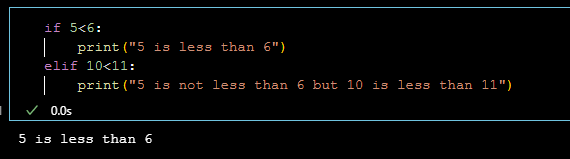 if 5<6:
    print("5 is less than 6")
elif 10<11:
    print("5 is not less than 6 but 10 is less than 11")
0.0s
5 is less than 6